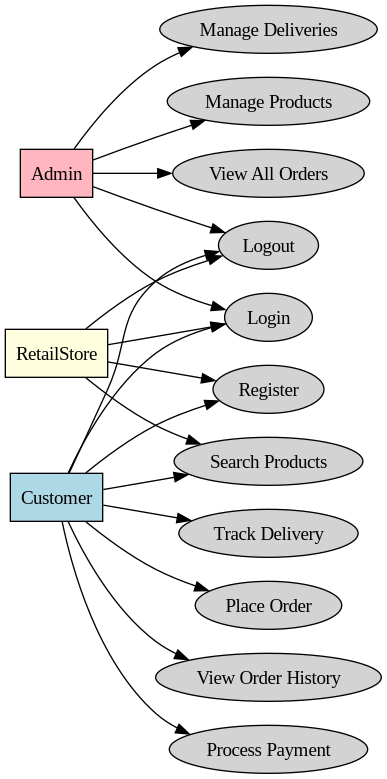 Manage Deliveries
Manage Products
Admin
View All Orders
Logout
Login
RetailStore
Register
Search Products
Customer
Track Delivery
Place Order
View Order History
Process Payment